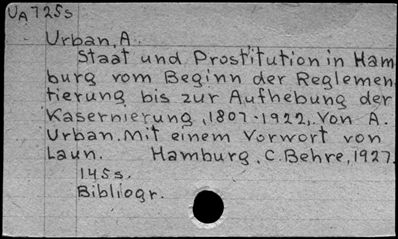 UA725s
Urban, A.
Staat und Prostitution in Ham
burg vom Beginn der Reglemen
tierung bis zur Aufhebung der
Kasernierung, 1807-1922,. Von A.
Urban. Mit einem Vorwort von
Laun. Hamburg, C. Behre, 1927.
145s.
Bibliogr.